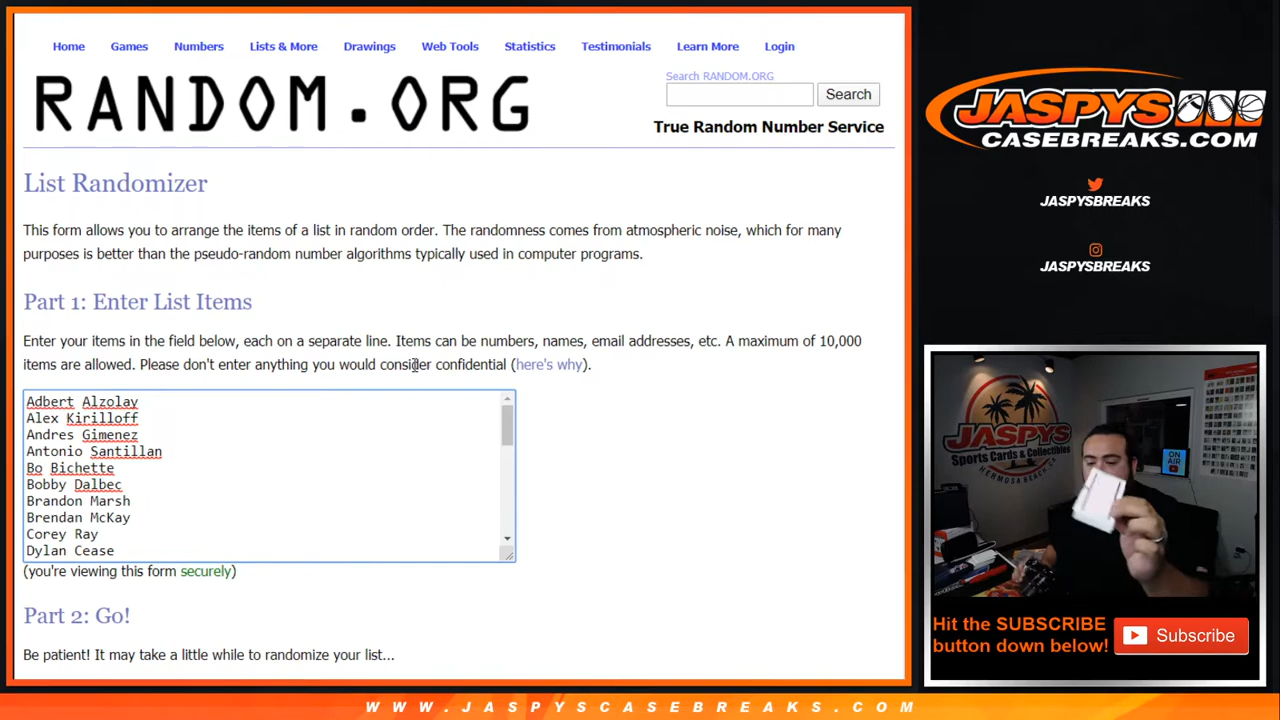 Home Games Numbers Lists & More Drawings Web Tools Statistics Testimonials Learn More Login
RANDOM.ORG
Search RANDOM.ORG
Search
True Random Number Service
List Randomizer
This form allows you to arrange the items of a list in random order. The randomness comes from atmospheric noise, which for many
purposes is better than the pseudo-random number algorithms typically used in computer programs.
Part 1: Enter List Items
Enter your items in the field below, each on a separate line. Items can be numbers, names, email addresses, etc. A maximum of 10,000
items are allowed. Please don't enter anything you would consider confidential (here's why).
Adbert Alzolay
Alex Kirilloff
Andres Gimenez
Antonio Santillan
Bo Bichette
Bobby Dalbec
Brandon Marsh
Brendan McKay
Corey Ray
Dylan Cease
(you're viewing this form securely)
Part 2: Go!
Be patient! It may take a little while to randomize your list...
JASPYS
CASEBREAKS.COM
JASPYSBREAKS
JASPYSBREAKS
JASPYS
Sports Cards & Collectibles
HERMOSA BEACH, CA
ON AIR
Hit the SUBSCRIBE
button down below!
Subscribe
WWW.JASPYSCASEBREAKS.COM